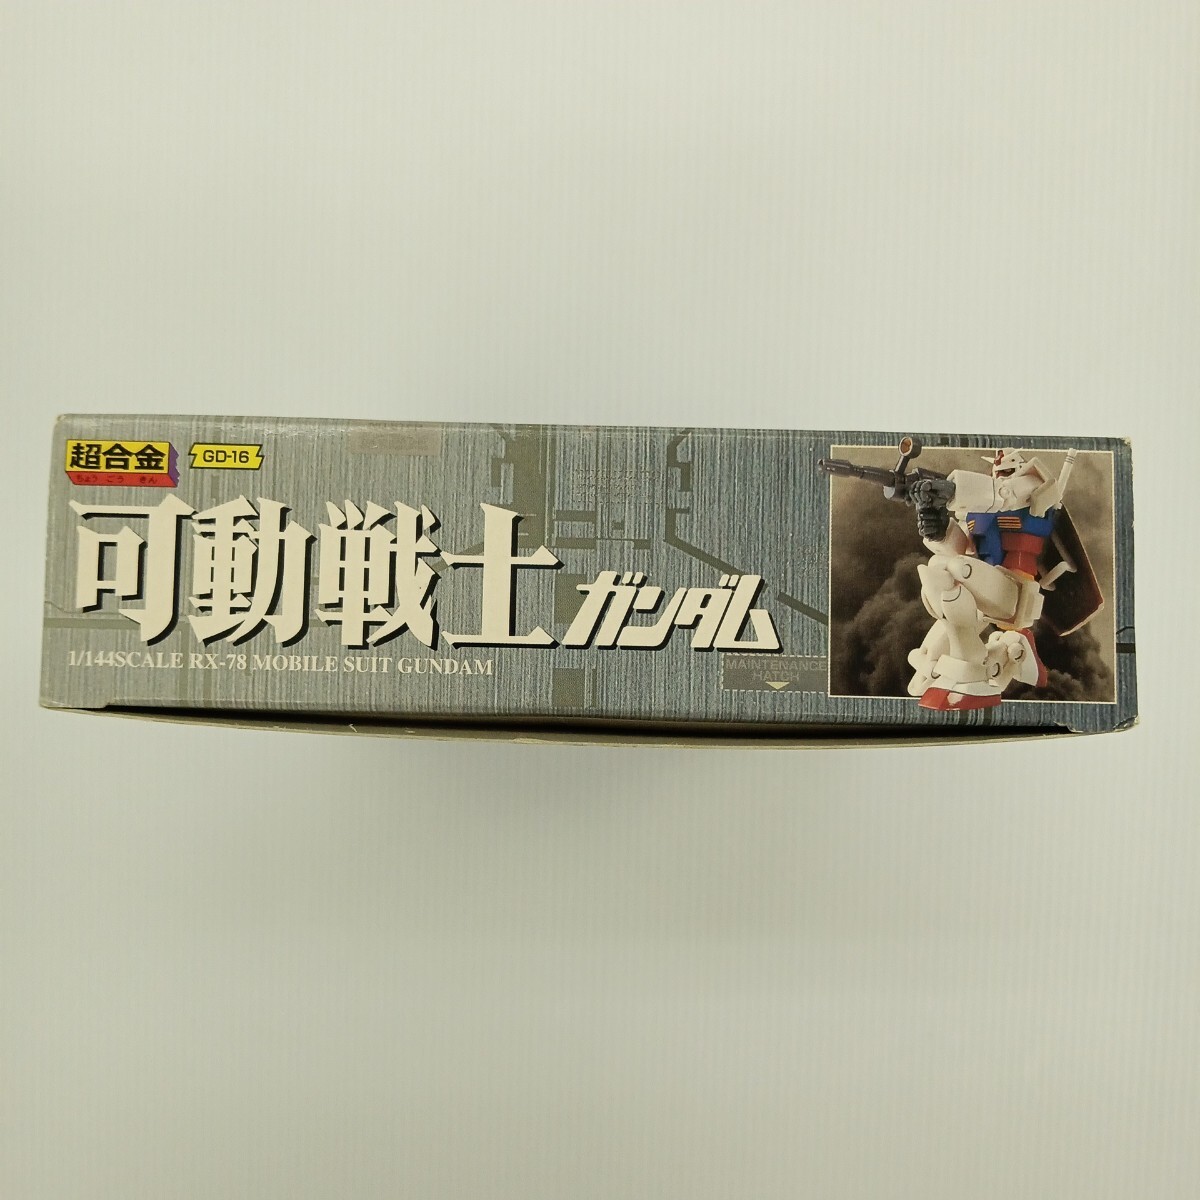 超合金
ちょう ごう きん
GD-16
可動戦士 ガンダム
1/144SCALE RX-78 MOBILE SUIT GUNDAM
MAINTENANCE
HATCH